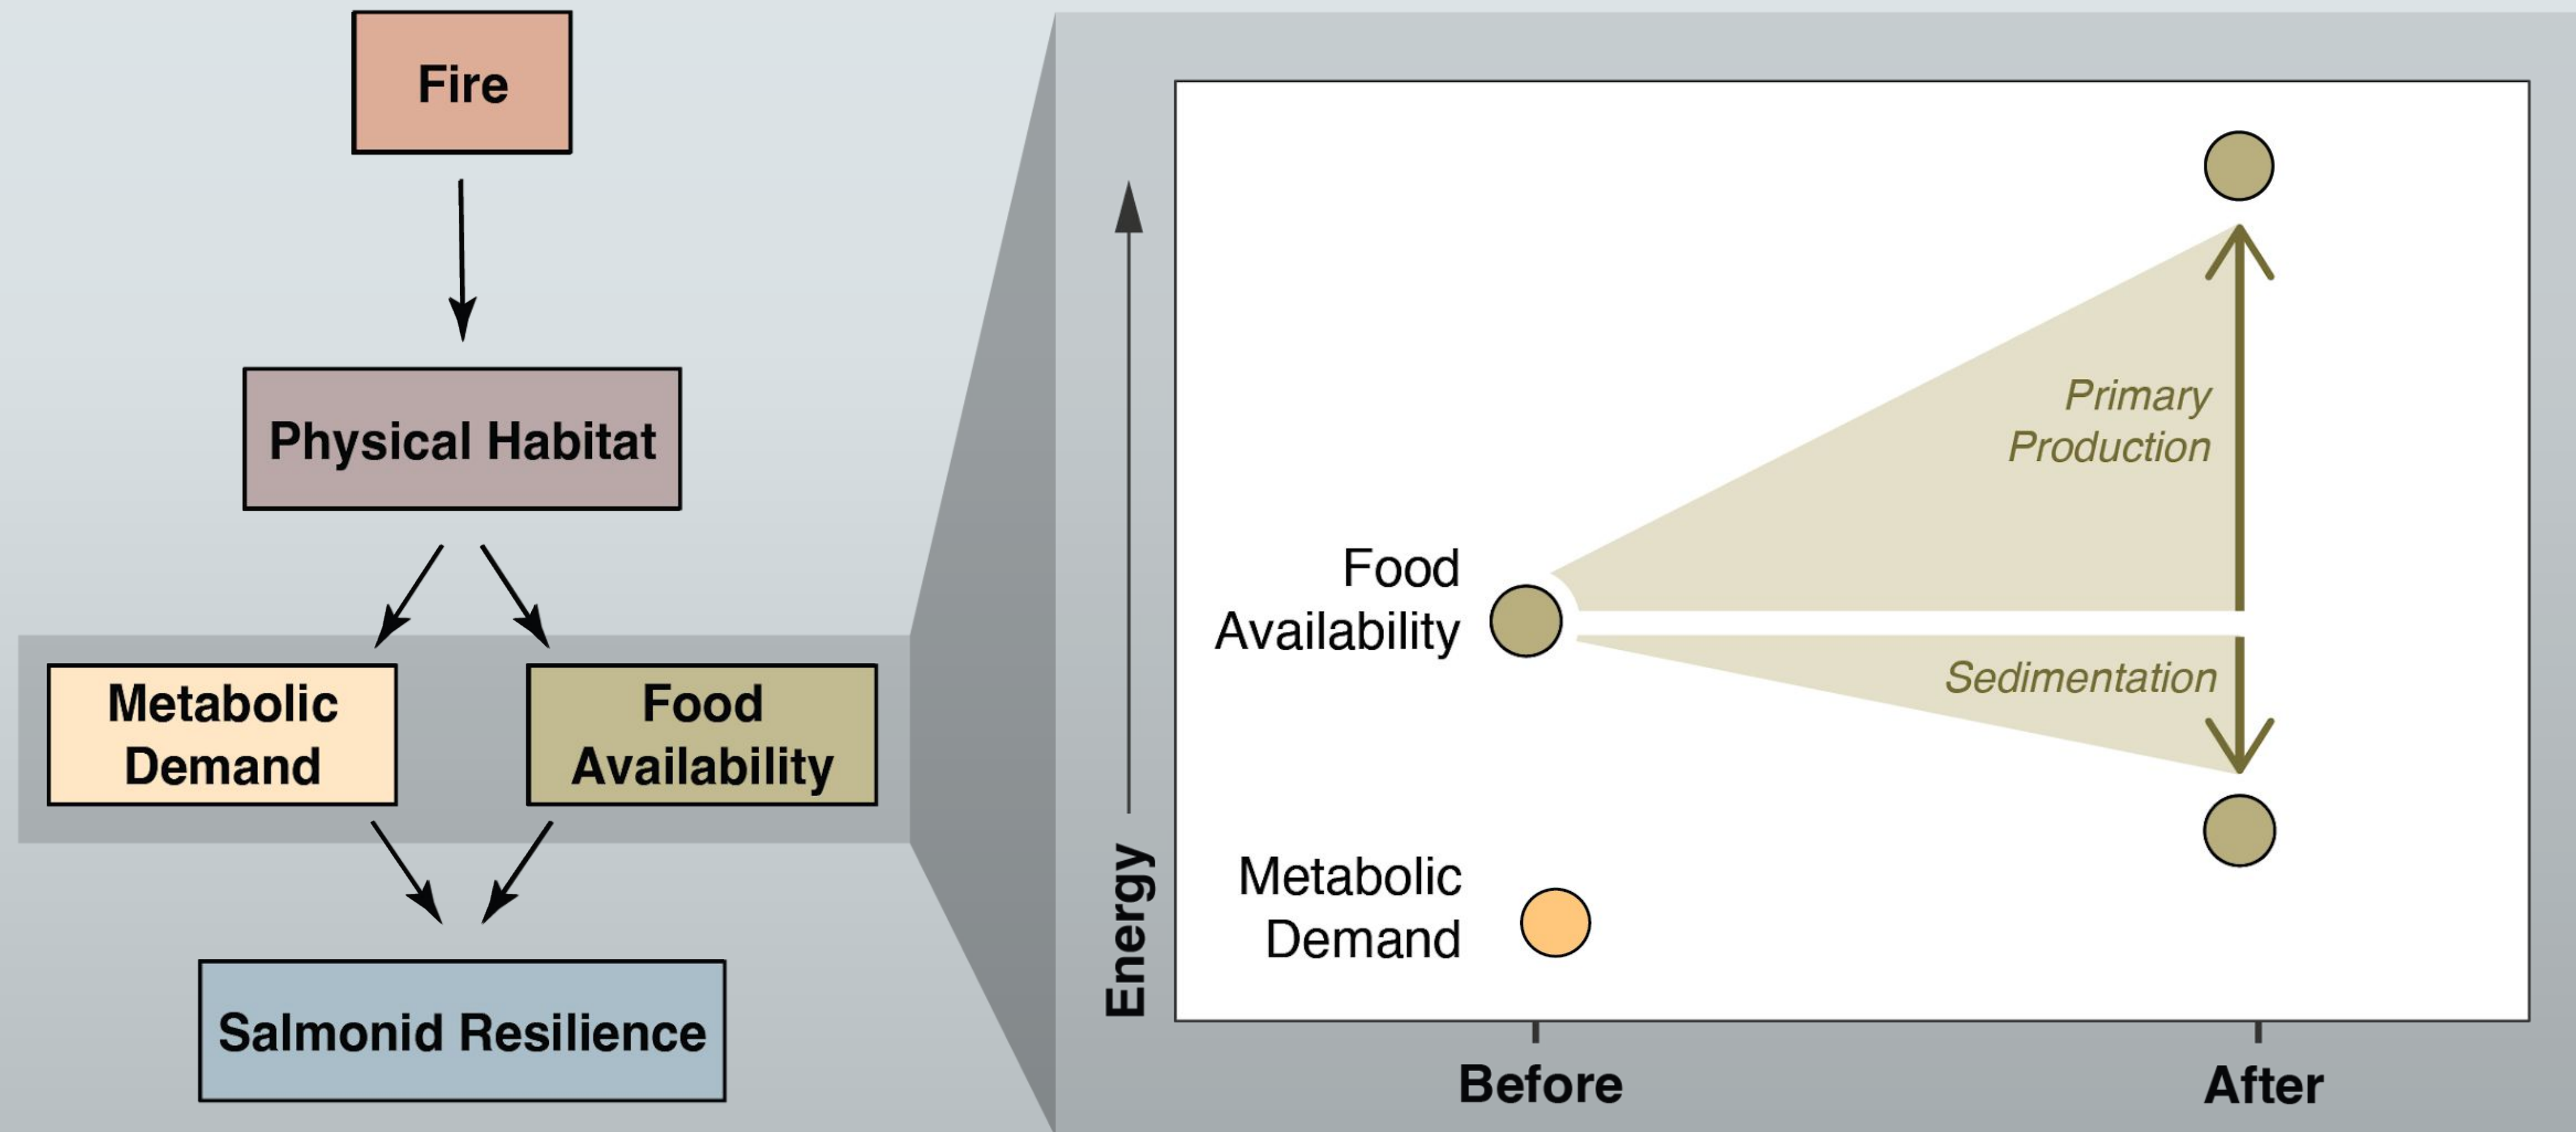 Fire
Physical Habitat
Metabolic
Demand
Food
Availability
Salmonid Resilience
Energy
Food
Availability
Metabolic
Demand
Primary
Production
Sedimentation
Before
After